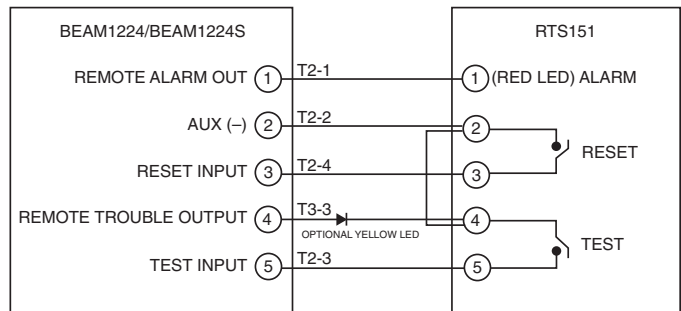 BEAM1224/BEAM1224S
RTS151
REMOTE ALARM OUT 1 T2-1 1 (RED LED) ALARM
AUX (–) 2 T2-2 2
RESET
RESET INPUT 3 T2-4 3
REMOTE TROUBLE OUTPUT 4 T3-3 4
OPTIONAL YELLOW LED
TEST
TEST INPUT 5 T2-3 5